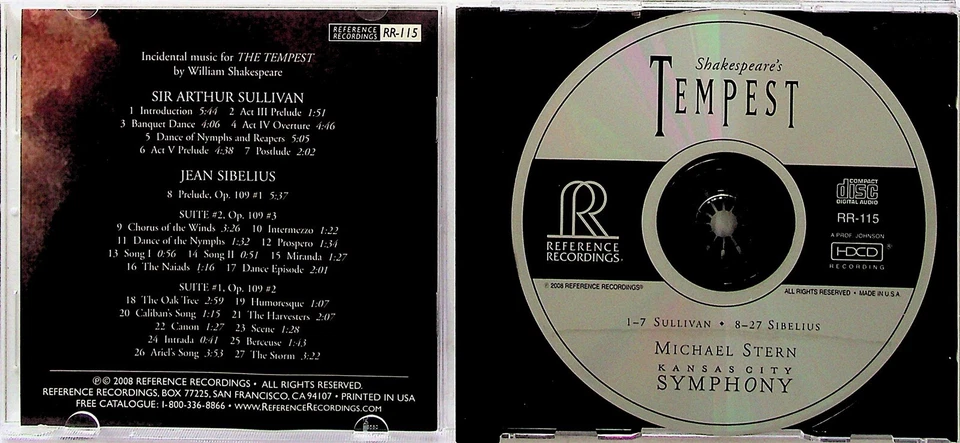 REFERENCE RECORDINGS RR-115
Incidental music for THE TEMPEST
by William Shakespeare
SIR ARTHUR SULLIVAN
1 Introduction 5:44 2 Act III Prelude 1:51
3 Banquet Dance 4:06 4 Act IV Overture 4:46
5 Dance of Nymphs and Reapers 5:05
6 Act V Prelude 4:38 7 Postlude 2:02
JEAN SIBELIUS
8 Prelude, Op. 109 #1 5:37
SUITE #2, Op. 109 #3
9 Chorus of the Winds 3:26 10 Intermezzo 1:22
11 Dance of the Nymphs 1:32 12 Prospero 1:34
13 Song I 0:56 14 Song II 0:51 15 Miranda 1:27
16 The Naiads 1:16 17 Dance Episode 2:01
SUITE #1, Op. 109 #2
18 The Oak Tree 2:59 19 Humoresque 1:07
20 Caliban's Song 1:15 21 The Harvesters 2:07
22 Canon 1:27 23 Scene 1:28
24 Intrada 0:41 25 Berceuse 1:43
26 Ariel's Song 3:53 27 The Storm 3:22
℗© 2008 REFERENCE RECORDINGS • ALL RIGHTS RESERVED.
REFERENCE RECORDINGS, BOX 77225, SAN FRANCISCO, CA 94107 • PRINTED IN USA
FREE CATALOGUE: 1-800-336-8866 • WWW.REFERENCERECORDINGS.COM
Shakespeare's
TEMPEST
R
REFERENCE
RECORDINGS®
COMPACT
disc
DIGITAL AUDIO
RR-115
A PROF. JOHNSON
HDCD®
RECORDING
℗ 2008 REFERENCE RECORDINGS®
ALL RIGHTS RESERVED • MADE IN U.S.A.
1-7 SULLIVAN ♦ 8-27 SIBELIUS
MICHAEL STERN
KANSAS CITY
SYMPHONY